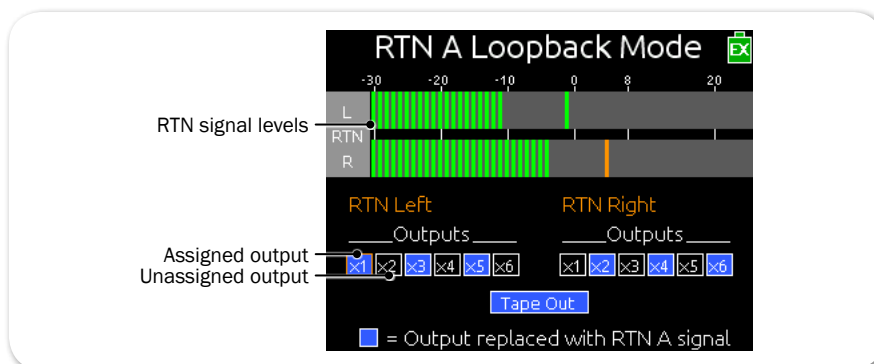 RTN A Loopback Mode EX
-30 -20 -10 0 8 20
L
RTN signal levels
RTN
R
RTN Left RTN Right
Outputs Outputs
Assigned output
x1 x2 x3 x4 x5 x6 x1 x2 x3 x4 x5 x6
Unassigned output
Tape Out
= Output replaced with RTN A signal